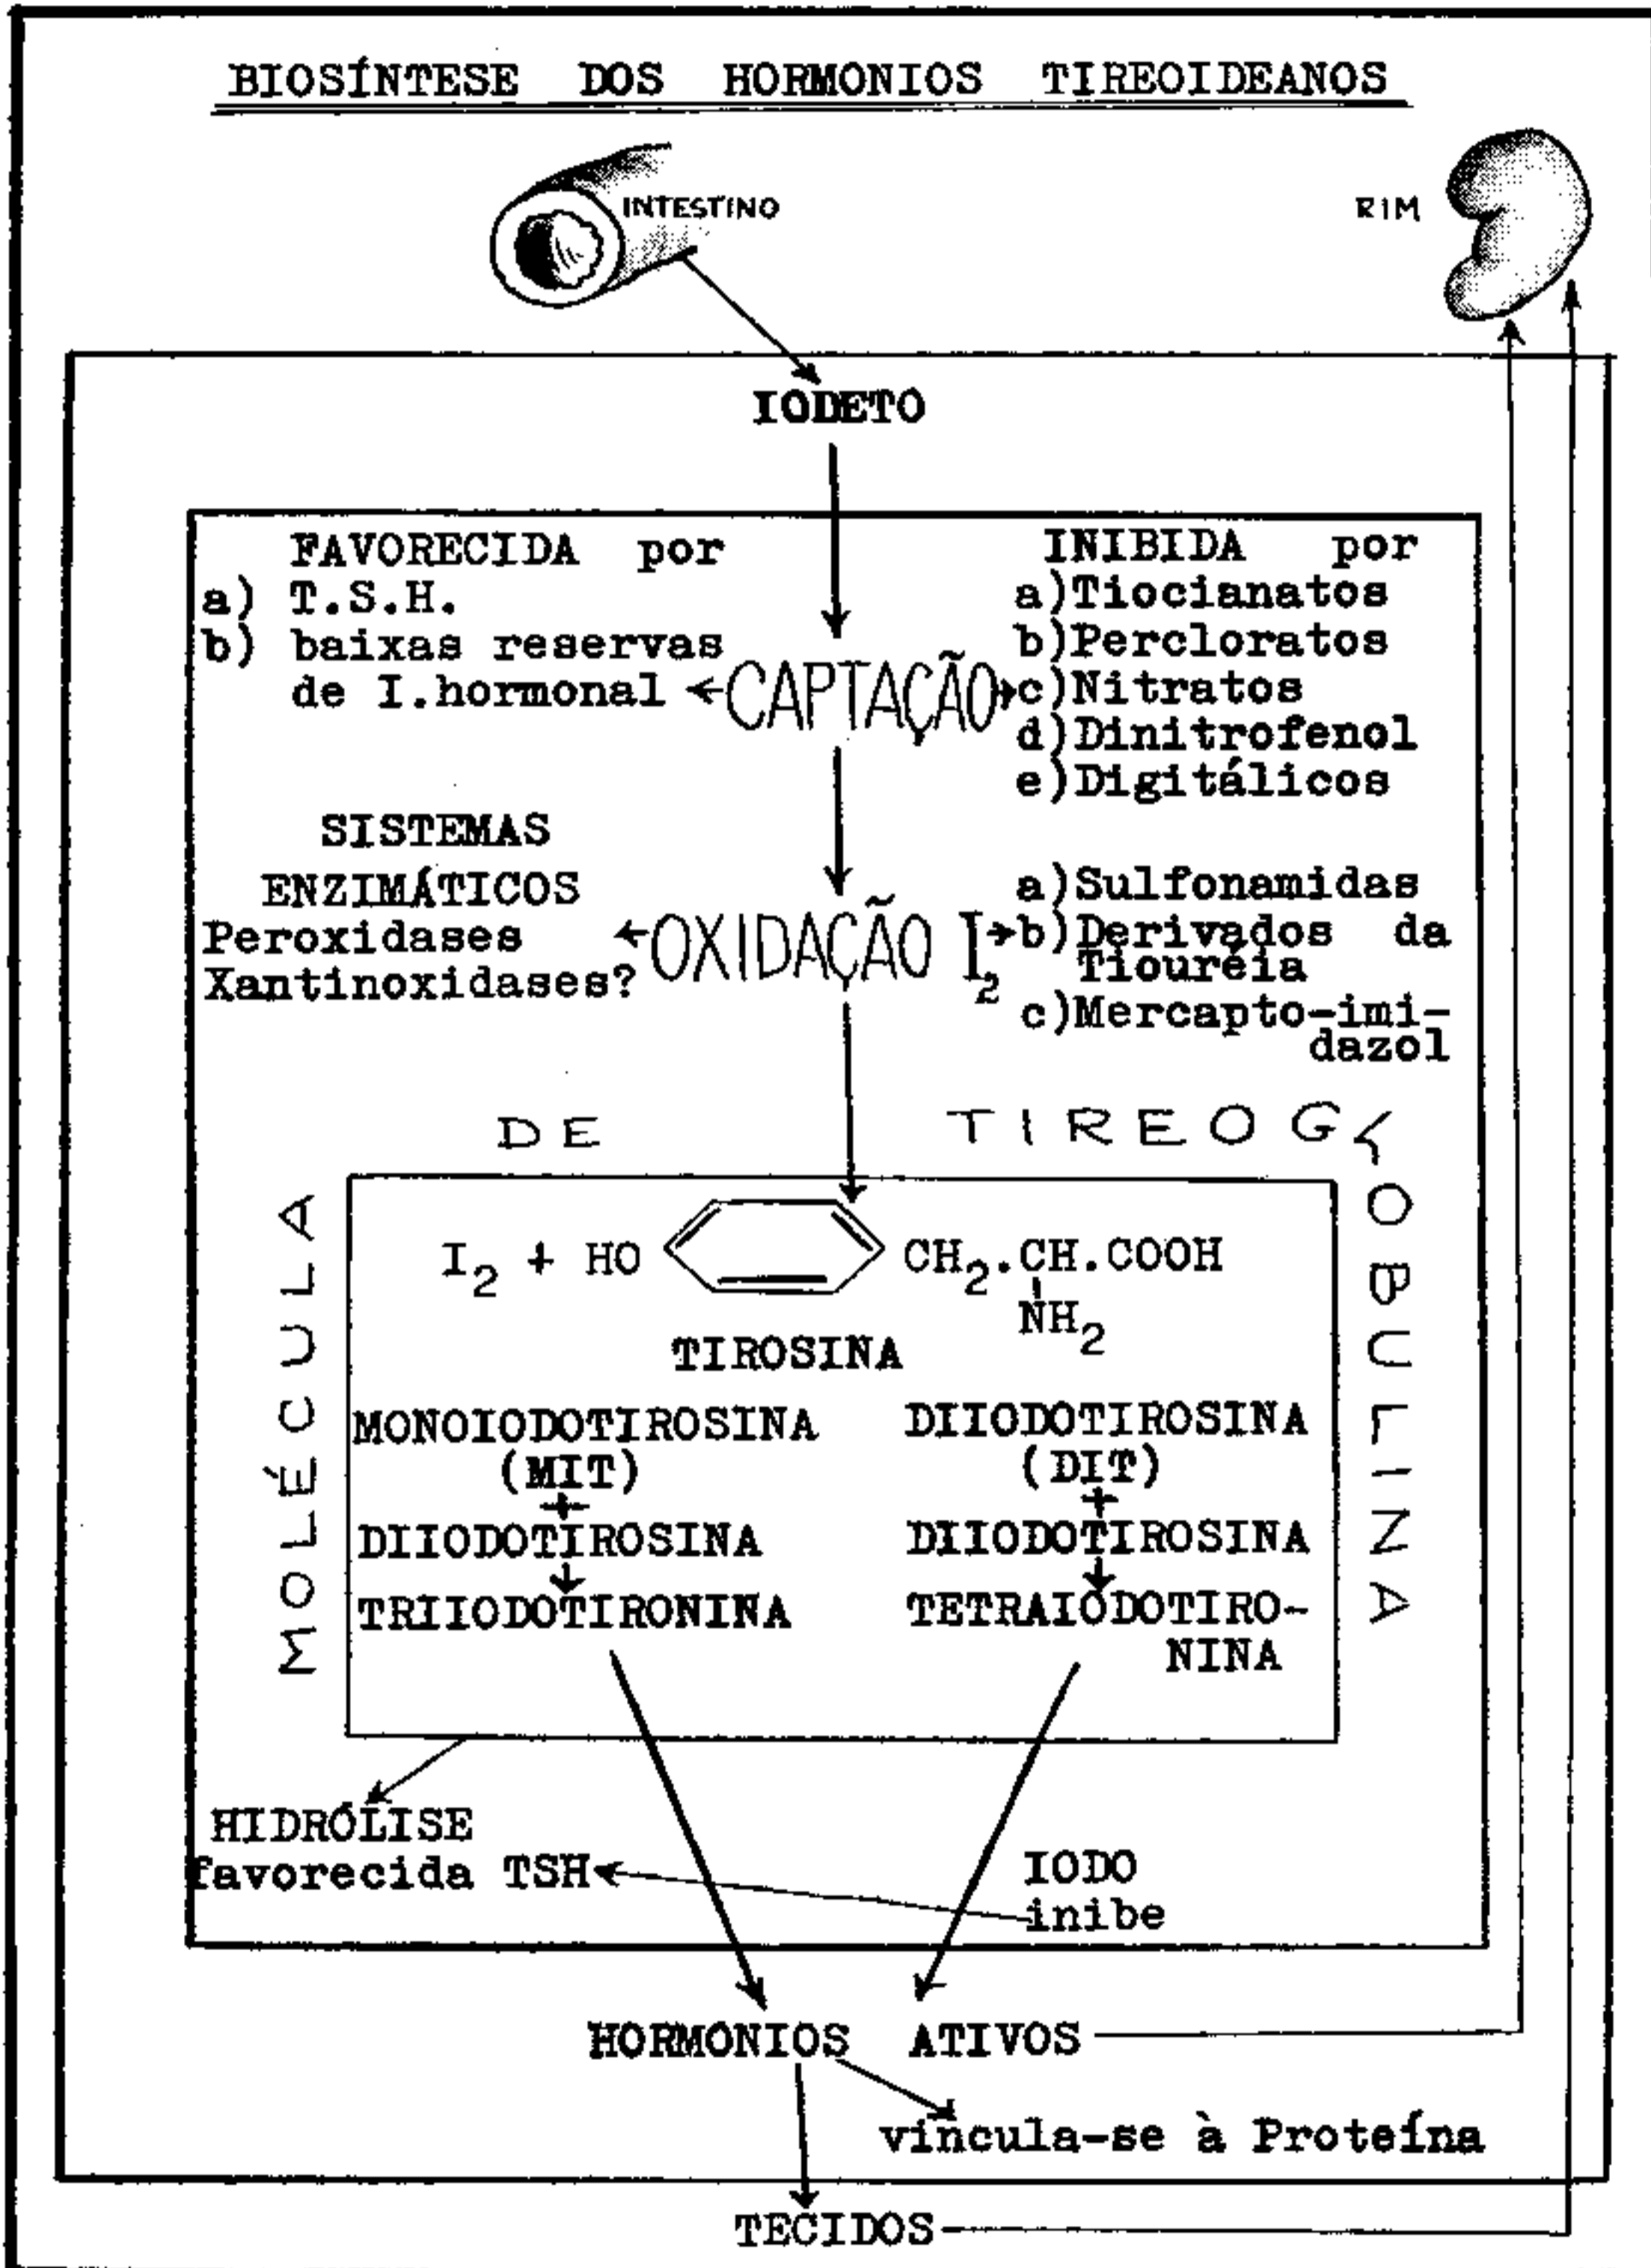 BIOSÍNTESE DOS HORMONIOS TIREOIDEANOS
INTESTINO
RIM
IODETO
FAVORECIDA por
a) T.S.H.
b) baixas reservas
de I.hormonal
INIBIDA por
a)Tiocianatos
b)Percloratos
c)Nitratos
d)Dinitrofenol
e)Digitálicos
CAPTAÇÃO
SISTEMAS
ENZIMÁTICOS
Peroxidases
Xantinoxidases?
OXIDAÇÃO I2
a)Sulfonamidas
b)Derivados da
Tiouréia
c)Mercapto-imi-
dazol
MOLÉCULA DE TIREOGLOBULINA
I2 + HO CH2.CH.COOH
NH2
TIROSINA
MONOIODOTIROSINA
(MIT)
+
DIIODOTIROSINA
TRIIODOTIRONINA
DIIODOTIROSINA
(DIT)
+
DIIODOTIROSINA
TETRAIODOTIRO-
NINA
HIDRÓLISE
favorecida TSH
IODO
inibe
HORMONIOS ATIVOS
víncula-se à Proteína
TECIDOS